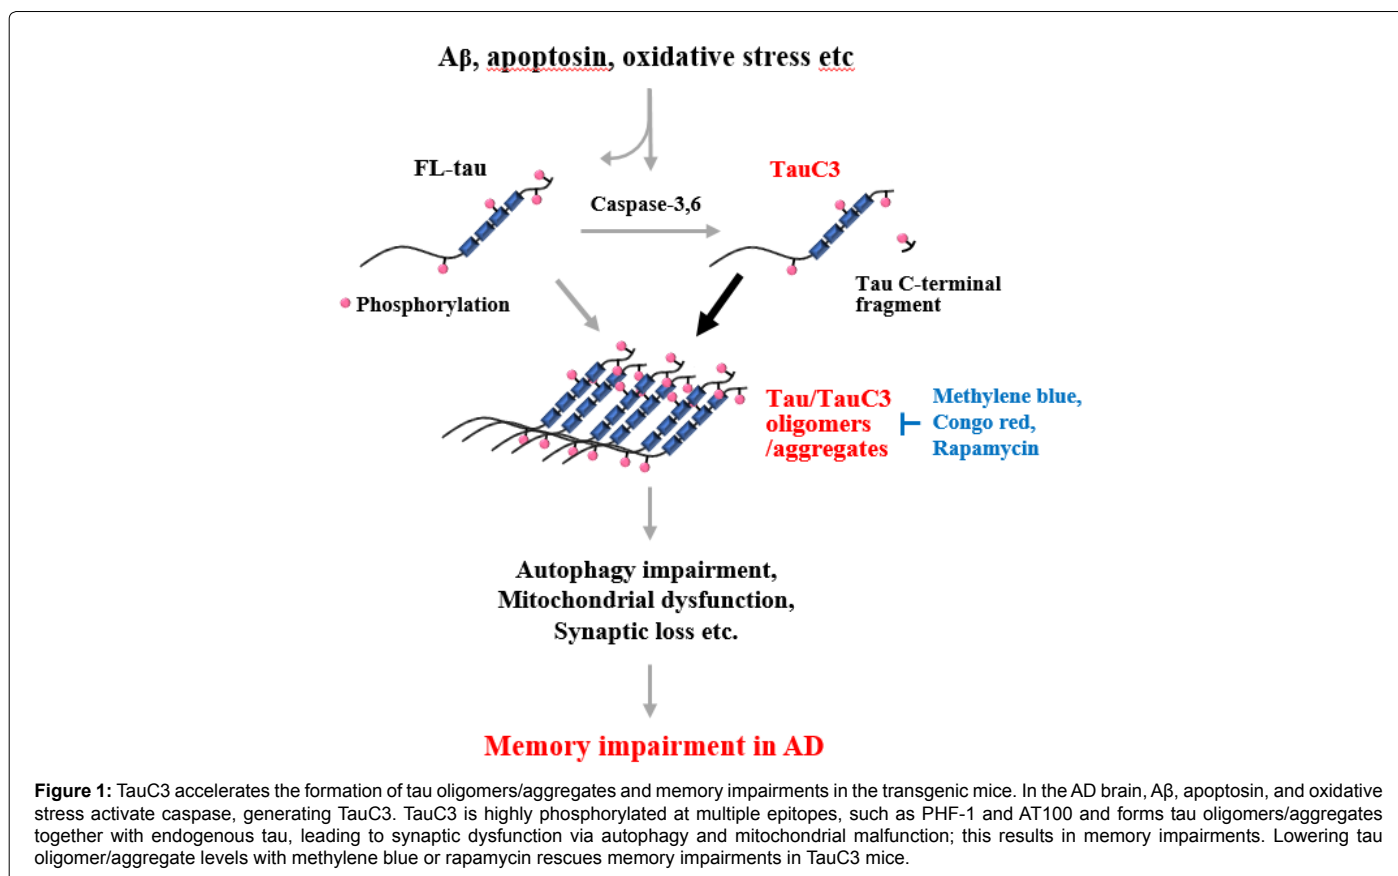 Aβ, apoptosin, oxidative stress etc
FL-tau
TauC3
Caspase-3,6
Phosphorylation
Tau C-terminal
fragment
Tau/TauC3
oligomers
/aggregates
Methylene blue,
Congo red,
Rapamycin
Autophagy impairment,
Mitochondrial dysfunction,
Synaptic loss etc.
Memory impairment in AD
Figure 1: TauC3 accelerates the formation of tau oligomers/aggregates and memory impairments in the transgenic mice. In the AD brain, Aβ, apoptosin, and oxidative
stress activate caspase, generating TauC3. TauC3 is highly phosphorylated at multiple epitopes, such as PHF-1 and AT100 and forms tau oligomers/aggregates
together with endogenous tau, leading to synaptic dysfunction via autophagy and mitochondrial malfunction; this results in memory impairments. Lowering tau
oligomer/aggregate levels with methylene blue or rapamycin rescues memory impairments in TauC3 mice.